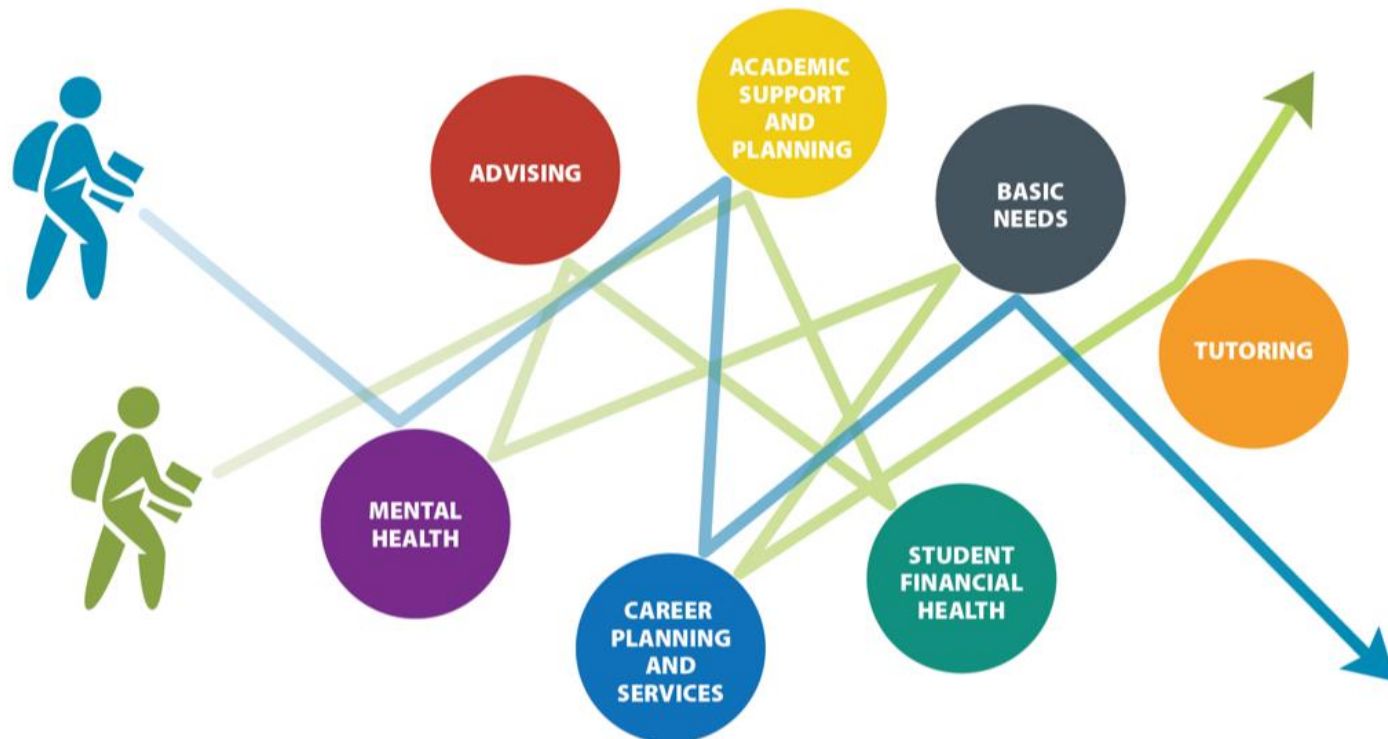 ACADEMIC
SUPPORT
AND
PLANNING
ADVISING
BASIC
NEEDS
TUTORING
MENTAL
HEALTH
STUDENT
FINANCIAL
HEALTH
CAREER
PLANNING
AND
SERVICES